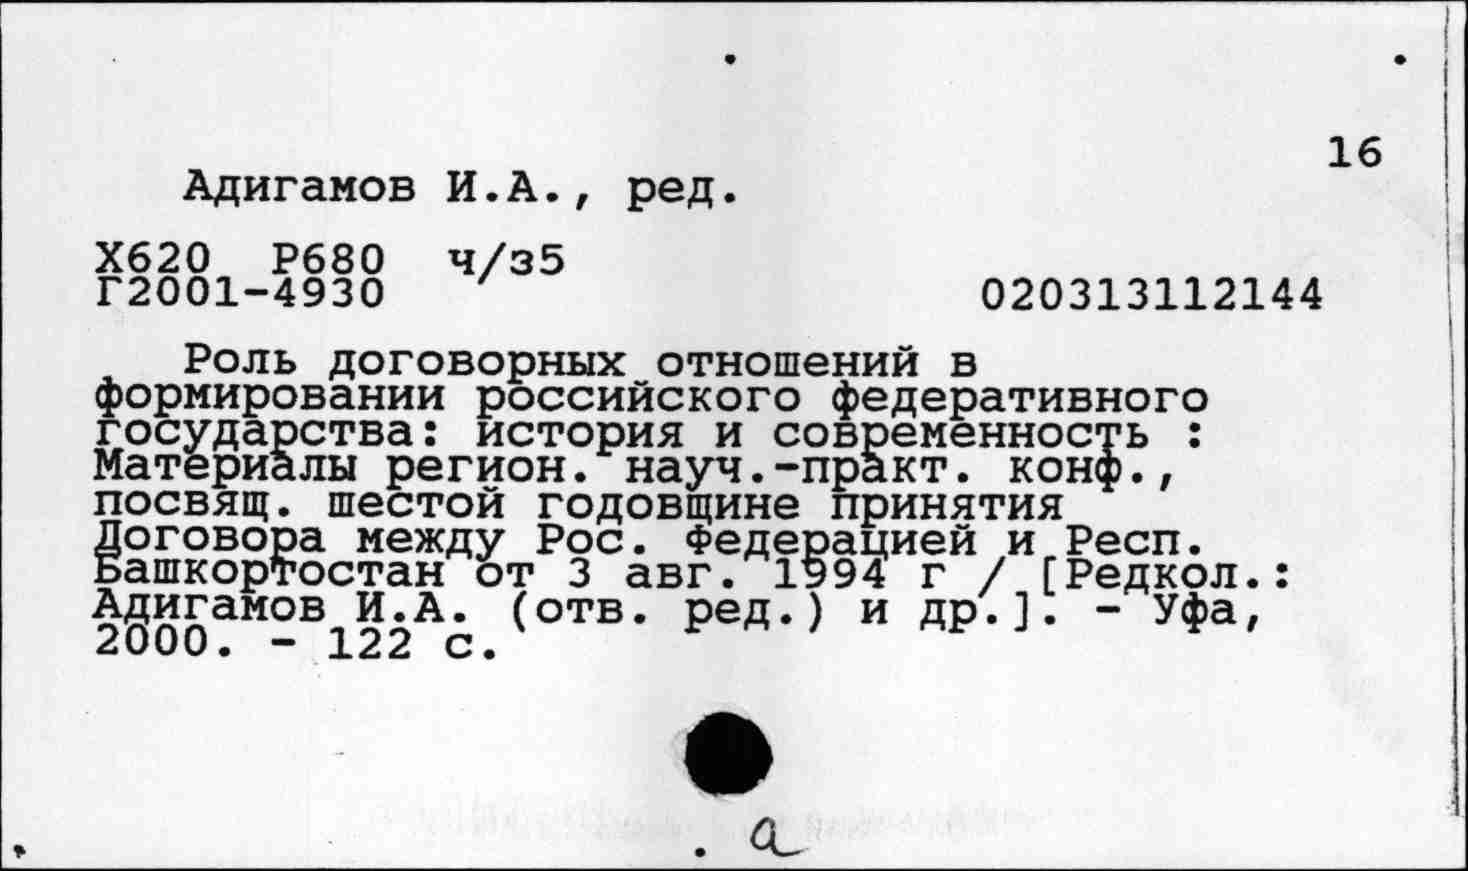 16
Адигамов И.А., ред.
Х620 Р680 ч/з5
Г2001-4930 020313112144
Роль договорных отношений в
формировании российского федеративного
государства: история и современность :
Материалы регион. науч.-практ. конф.,
посвящ. шестой годовщине принятия
Договора между Рос. Федерацией и Респ.
Башкортостан от 3 авг. 1994 г / [Редкол.:
Адигамов И.А. (отв. ред.) и др.]. - Уфа,
2000. - 122 с.
а